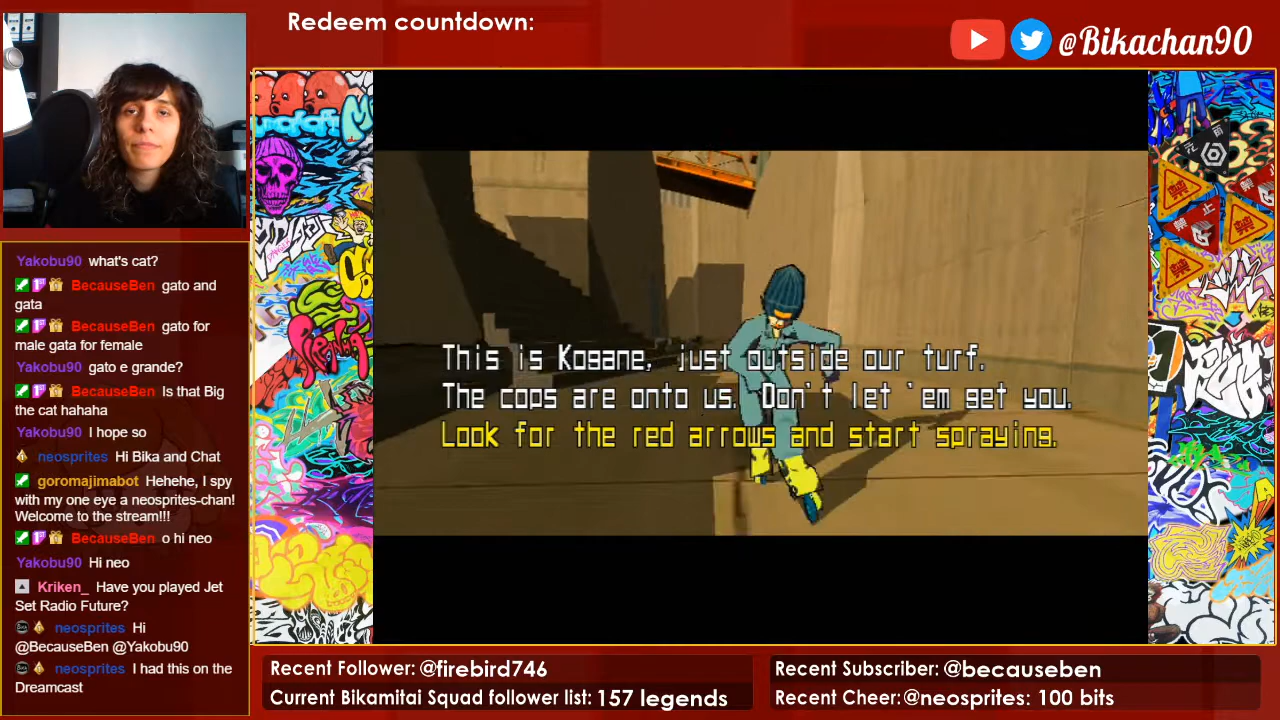 Redeem countdown:
@Bikachan90
Yakobu90 what's cat?
BecauseBen gato and
gata
BecauseBen gato for
male gata for female
Yakobu90 gato e grande?
BecauseBen Is that Big
the cat hahaha
Yakobu90 I hope so
neosprites Hi Bika and Chat
goromajimabot Hehehe, I spy
with my one eye a neosprites-chan!
Welcome to the stream!!!
BecauseBen o hi neo
Yakobu90 Hi neo
Kriken_ Have you played Jet
Set Radio Future?
neosprites Hi
@BecauseBen @Yakobu90
neosprites I had this on the
Dreamcast
This is Kogane, just outside our turf.
The cops are onto us. Don't let 'em get you.
Look for the red arrows and start spraying.
Recent Follower: @firebird746
Current Bikamitai Squad follower list: 157 legends
Recent Subscriber: @becauseben
Recent Cheer: @neosprites: 100 bits